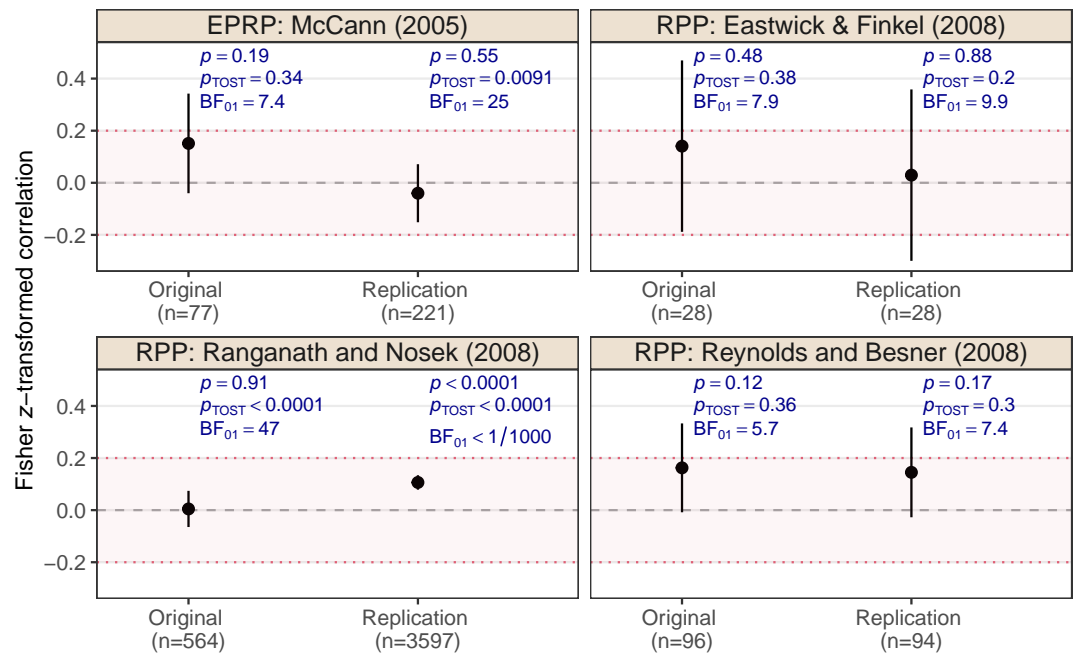 EPRP: McCann (2005)
RPP: Eastwick & Finkel (2008)
p = 0.19
pTOST = 0.34
BF01 = 7.4
p = 0.55
pTOST = 0.0091
BF01 = 25
p = 0.48
pTOST = 0.38
BF01 = 7.9
p = 0.88
pTOST = 0.2
BF01 = 9.9
0.4
0.2
0.0
−0.2
Original
(n=77)
Replication
(n=221)
Original
(n=28)
Replication
(n=28)
Fisher z−transformed correlation
RPP: Ranganath and Nosek (2008)
RPP: Reynolds and Besner (2008)
p = 0.91
pTOST < 0.0001
BF01 = 47
p < 0.0001
pTOST < 0.0001
BF01 < 1/1000
p = 0.12
pTOST = 0.36
BF01 = 5.7
p = 0.17
pTOST = 0.3
BF01 = 7.4
0.4
0.2
0.0
−0.2
Original
(n=564)
Replication
(n=3597)
Original
(n=96)
Replication
(n=94)